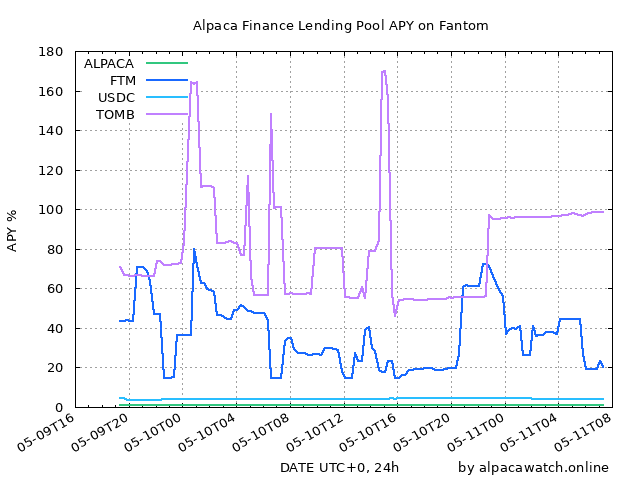 Alpaca Finance Lending Pool APY on Fantom
180
160
140
120
100
80
60
40
20
0
APY %
ALPACA
FTM
USDC
TOMB
05-09T16
05-09T20
05-10T00
05-10T04
05-10T08
05-10T12
05-10T16
05-10T20
05-11T00
05-11T04
05-11T08
DATE UTC+0, 24h
by alpacawatch.online